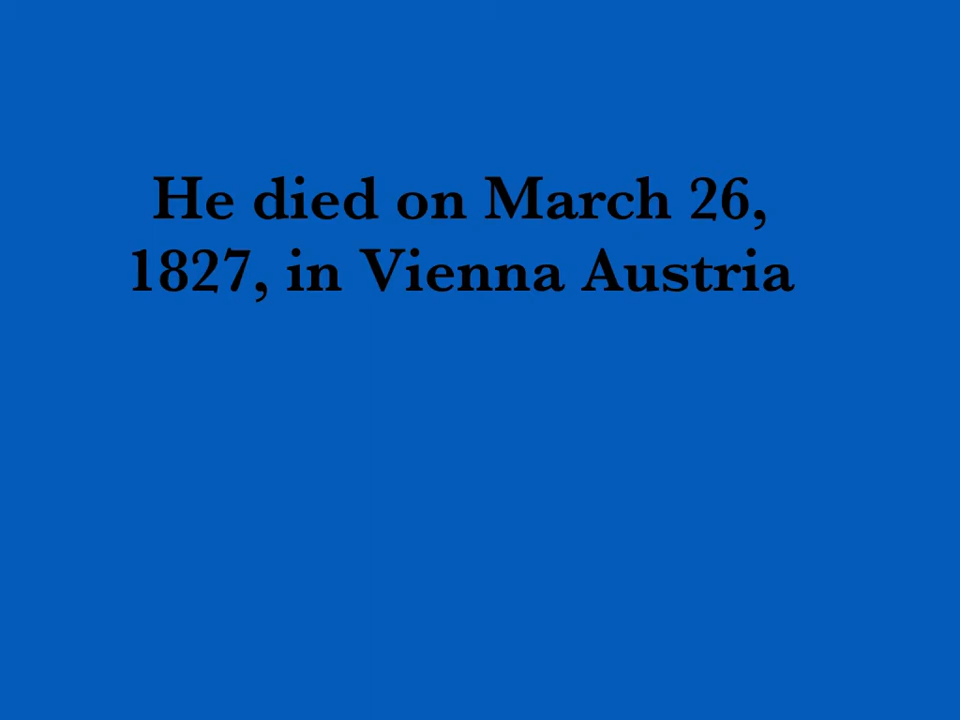 He died on March 26,
1827, in Vienna Austria